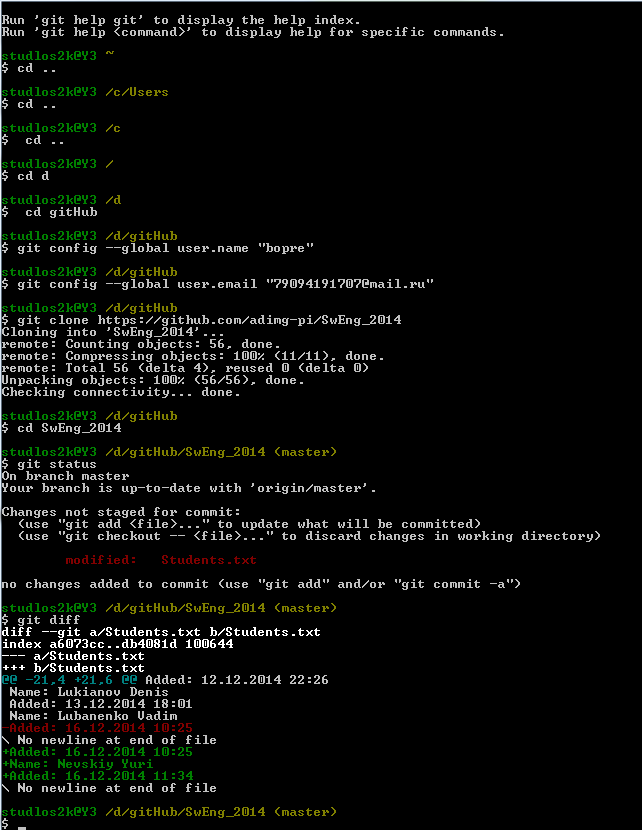 Run 'git help git' to display the help index.
Run 'git help <command>' to display help for specific commands.
studlos2k@Y3 ~
$ cd ..
studlos2k@Y3 /c/Users
$ cd ..
studlos2k@Y3 /c
$  cd ..
studlos2k@Y3 /
$ cd d
studlos2k@Y3 /d
$  cd gitHub
studlos2k@Y3 /d/gitHub
$ git config --global user.name "bopre"
studlos2k@Y3 /d/gitHub
$ git config --global user.email "79094191707@mail.ru"
studlos2k@Y3 /d/gitHub
$ git clone https://github.com/adimg-pi/SwEng_2014
Cloning into 'SwEng_2014'...
remote: Counting objects: 56, done.
remote: Compressing objects: 100% (11/11), done.
remote: Total 56 (delta 4), reused 0 (delta 0)
Unpacking objects: 100% (56/56), done.
Checking connectivity... done.
studlos2k@Y3 /d/gitHub
$ cd SwEng_2014
studlos2k@Y3 /d/gitHub/SwEng_2014 (master)
$ git status
On branch master
Your branch is up-to-date with 'origin/master'.
Changes not staged for commit:
  (use "git add <file>..." to update what will be committed)
  (use "git checkout -- <file>..." to discard changes in working directory)
        modified:   Students.txt
no changes added to commit (use "git add" and/or "git commit -a")
studlos2k@Y3 /d/gitHub/SwEng_2014 (master)
$ git diff
diff --git a/Students.txt b/Students.txt
index a6073cc..db4081d 100644
--- a/Students.txt
+++ b/Students.txt
@@ -21,4 +21,6 @@ Added: 12.12.2014 22:26
 Name: Lukianov Denis
 Added: 13.12.2014 18:01
 Name: Lubanenko Vadim
-Added: 16.12.2014 10:25
\ No newline at end of file
+Added: 16.12.2014 10:25
+Name: Nevskiy Yuri
+Added: 16.12.2014 11:34
\ No newline at end of file
studlos2k@Y3 /d/gitHub/SwEng_2014 (master)
$ _